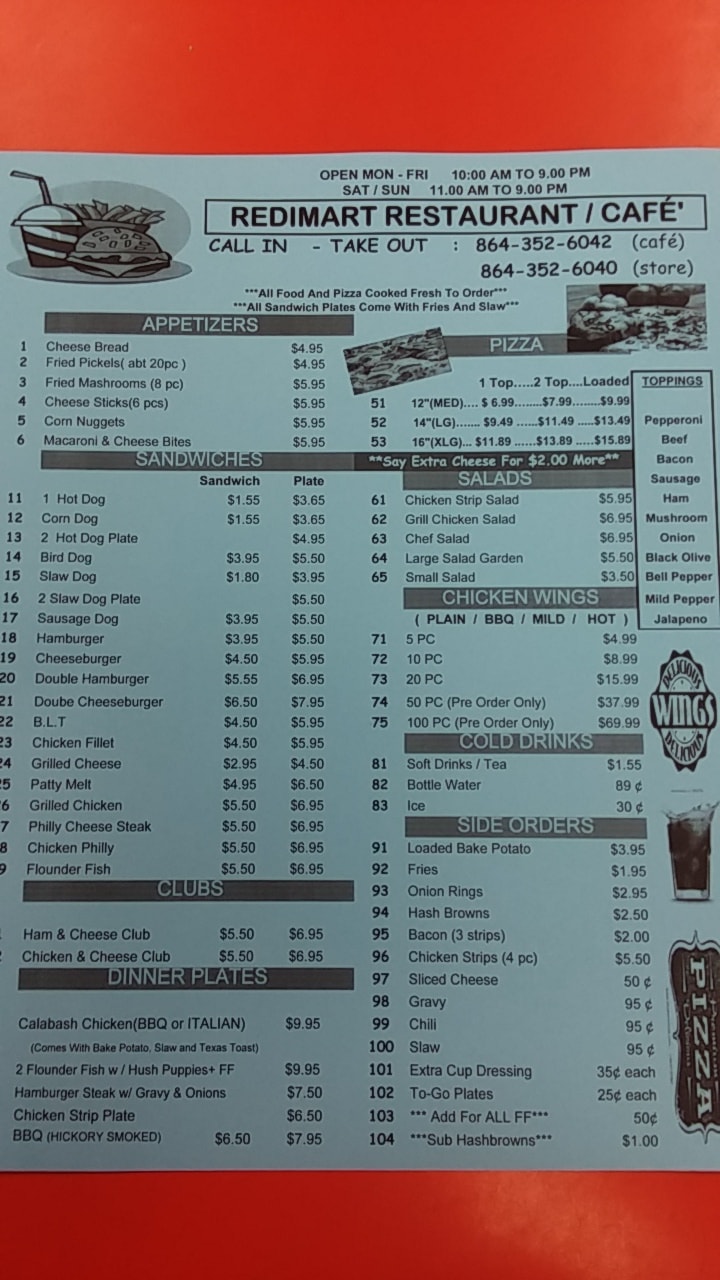 OPEN MON - FRI 10:00 AM TO 9.00 PM
SAT / SUN 11.00 AM TO 9.00 PM
REDIMART RESTAURANT / CAFÉ'
CALL IN - TAKE OUT : 864-352-6042 (café)
864-352-6040 (store)
***All Food And Pizza Cooked Fresh To Order***
***All Sandwich Plates Come With Fries And Slaw***
APPETIZERS
1 Cheese Bread $4.95
2 Fried Pickels( abt 20pc ) $4.95
3 Fried Mashrooms (8 pc) $5.95
4 Cheese Sticks(6 pcs) $5.95
5 Corn Nuggets $5.95
6 Macaroni & Cheese Bites $5.95
SANDWICHES
Sandwich Plate
11 1 Hot Dog $1.55 $3.65
12 Corn Dog $1.55 $3.65
13 2 Hot Dog Plate $4.95
14 Bird Dog $3.95 $5.50
15 Slaw Dog $1.80 $3.95
16 2 Slaw Dog Plate $5.50
17 Sausage Dog $3.95 $5.50
18 Hamburger $3.95 $5.50
19 Cheeseburger $4.50 $5.95
20 Double Hamburger $5.55 $6.95
21 Doube Cheeseburger $6.50 $7.95
22 B.L.T $4.50 $5.95
23 Chicken Fillet $4.50 $5.95
24 Grilled Cheese $2.95 $4.50
5 Patty Melt $4.95 $6.50
6 Grilled Chicken $5.50 $6.95
7 Philly Cheese Steak $5.50 $6.95
8 Chicken Philly $5.50 $6.95
9 Flounder Fish $5.50 $6.95
CLUBS
Ham & Cheese Club $5.50 $6.95
Chicken & Cheese Club $5.50 $6.95
DINNER PLATES
Calabash Chicken(BBQ or ITALIAN) $9.95
(Comes With Bake Potato, Slaw and Texas Toast)
2 Flounder Fish w / Hush Puppies+ FF $9.95
Hamburger Steak w/ Gravy & Onions $7.50
Chicken Strip Plate $6.50
BBQ (HICKORY SMOKED) $6.50 $7.95
PIZZA
1 Top.....2 Top....Loaded
51 12"(MED).... $ 6.99........$7.99.......$9.99
52 14"(LG)....... $9.49 .....$11.49 .....$13.49
53 16"(XLG)... $11.89 ......$13.89 .....$15.89
**Say Extra Cheese For $2.00 More**
TOPPINGS
Pepperoni
Beef
Bacon
Sausage
Ham
Mushroom
Onion
Black Olive
Bell Pepper
Mild Pepper
Jalapeno
SALADS
61 Chicken Strip Salad $5.95
62 Grill Chicken Salad $6.95
63 Chef Salad $6.95
64 Large Salad Garden $5.50
65 Small Salad $3.50
CHICKEN WINGS
( PLAIN / BBQ / MILD / HOT )
71 5 PC $4.99
72 10 PC $8.99
73 20 PC $15.99
74 50 PC (Pre Order Only) $37.99
75 100 PC (Pre Order Only) $69.99
DELICIOUS
WINGS
DELICIOUS
COLD DRINKS
81 Soft Drinks / Tea $1.55
82 Bottle Water 89 ¢
83 Ice 30 ¢
SIDE ORDERS
91 Loaded Bake Potato $3.95
92 Fries $1.95
93 Onion Rings $2.95
94 Hash Browns $2.50
95 Bacon (3 strips) $2.00
96 Chicken Strips (4 pc) $5.50
97 Sliced Cheese 50 ¢
98 Gravy 95 ¢
99 Chili 95 ¢
100 Slaw 95 ¢
101 Extra Cup Dressing 35¢ each
102 To-Go Plates 25¢ each
103 *** Add For ALL FF*** 50¢
104 ***Sub Hashbrowns*** $1.00
PIZZA